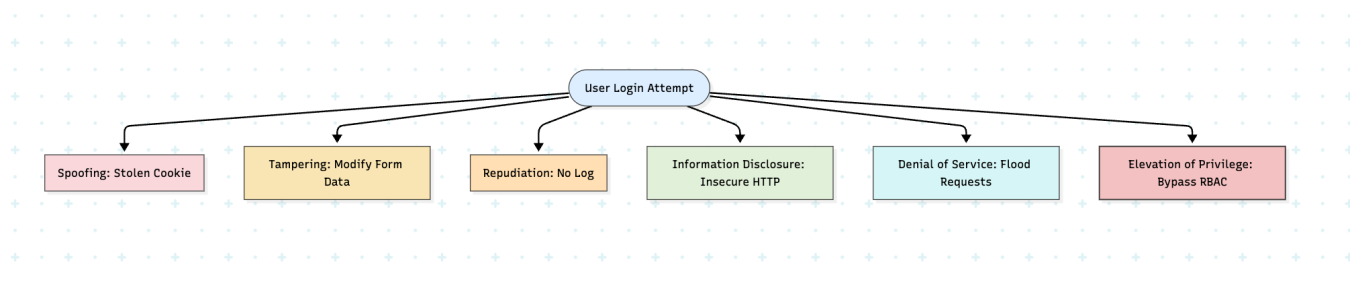 User Login Attempt
Spoofing: Stolen Cookie
Tampering: Modify Form
Data
Repudiation: No Log
Information Disclosure:
Insecure HTTP
Denial of Service: Flood
Requests
Elevation of Privilege:
Bypass RBAC